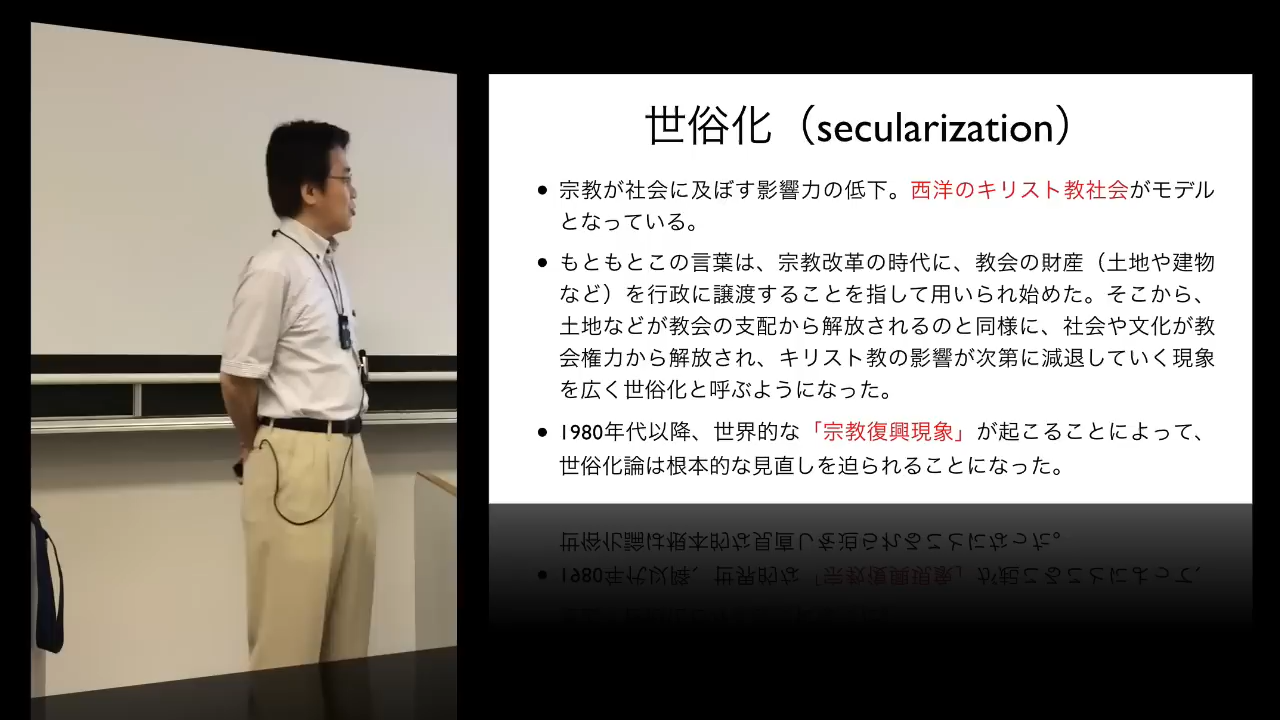 世俗化（secularization）
• 宗教が社会に及ぼす影響力の低下。西洋のキリスト教社会がモデル
となっている。
• もともとこの言葉は、宗教改革の時代に、教会の財産（土地や建物
など）を行政に譲渡することを指して用いられ始めた。そこから、
土地などが教会の支配から解放されるのと同様に、社会や文化が教
会権力から解放され、キリスト教の影響が次第に減退していく現象
を広く世俗化と呼ぶようになった。
• 1980年代以降、世界的な「宗教復興現象」が起こることによって、
世俗化論は根本的な見直しを迫られることになった。